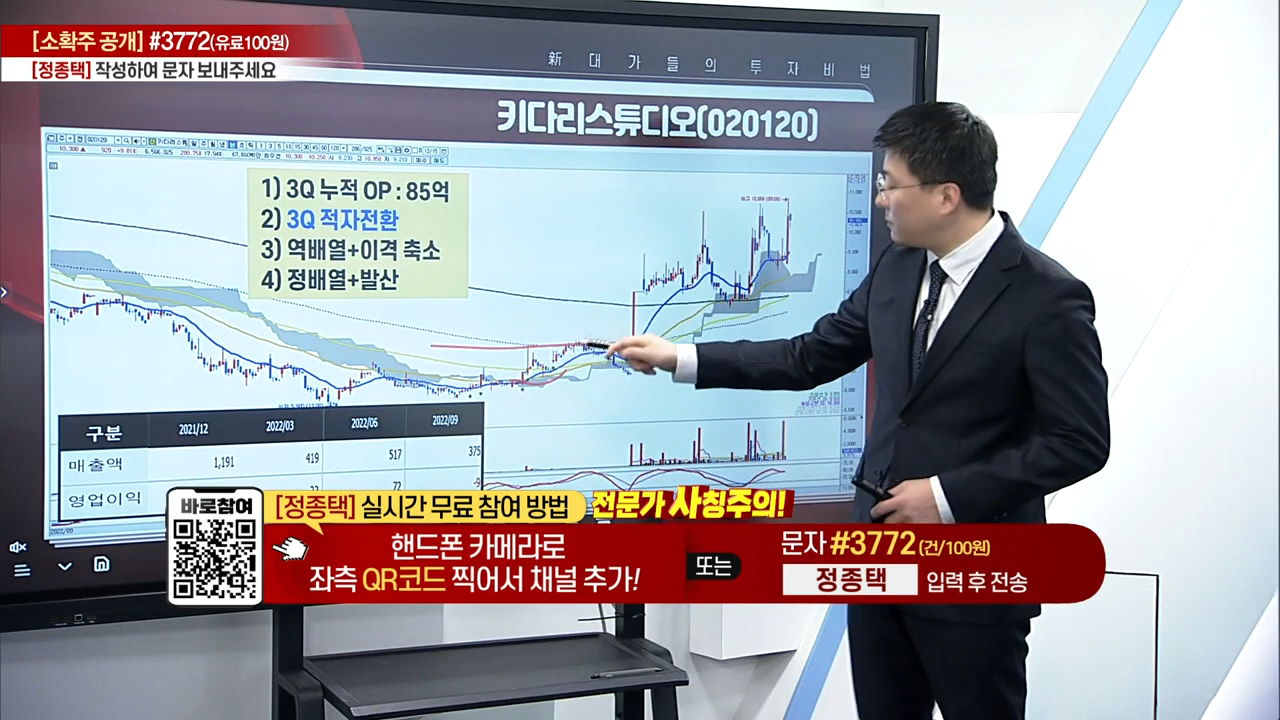 [소확주 공개] #3772(유료100원)
[정종택] 작성하여 문자 보내주세요
新 대 가 들 의 투 자 비 법
키다리스튜디오(020120)
1) 3Q 누적 OP : 85억
2) 3Q 적자전환
3) 역배열+이격 축소
4) 정배열+발산
구분 2021/12 2022/03 2022/06 2022/09
매출액 1,191 419 517 375
영업이익 72 -9
바로참여
[정종택] 실시간 무료 참여 방법
전문가 사칭주의!
핸드폰 카메라로
좌측 QR코드 찍어서 채널 추가!
또는
문자 #3772 (건/100원)
정종택 입력 후 전송